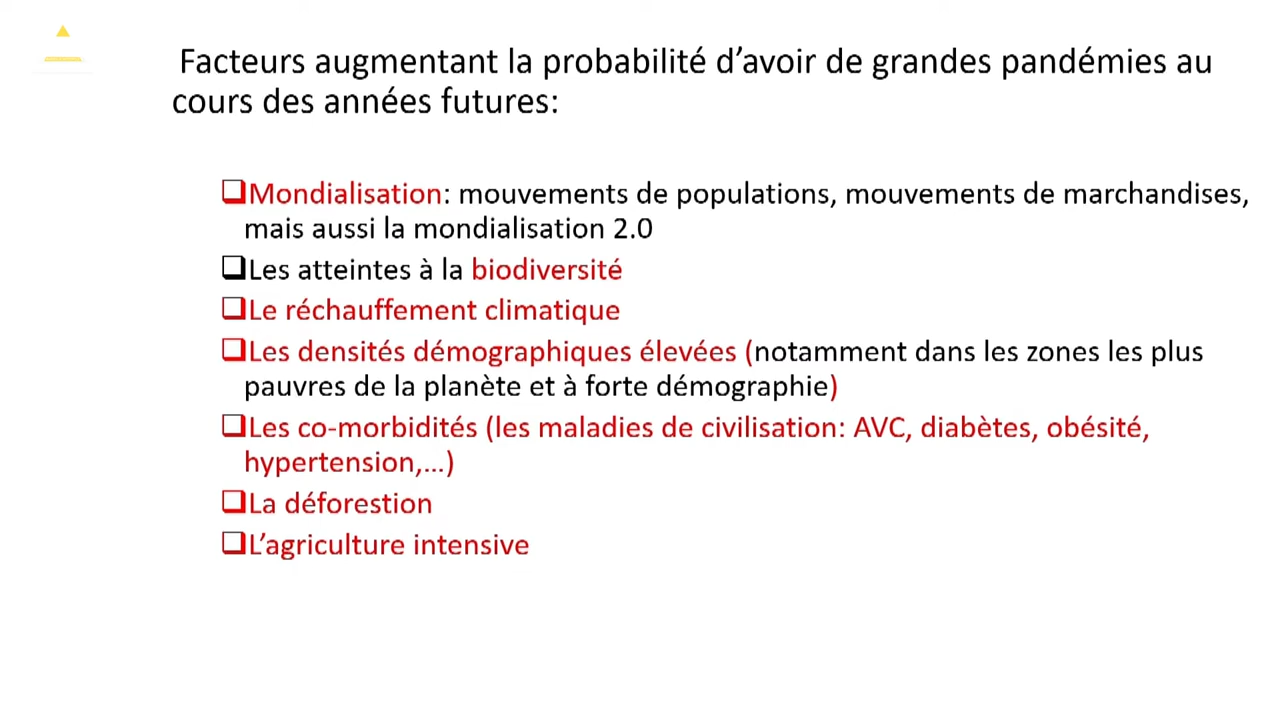 Facteurs augmentant la probabilité d’avoir de grandes pandémies au
cours des années futures:
❑Mondialisation: mouvements de populations, mouvements de marchandises,
mais aussi la mondialisation 2.0
❑Les atteintes à la biodiversité
❑Le réchauffement climatique
❑Les densités démographiques élevées (notamment dans les zones les plus
pauvres de la planète et à forte démographie)
❑Les co-morbidités (les maladies de civilisation: AVC, diabètes, obésité,
hypertension,…)
❑La déforestion
❑L’agriculture intensive